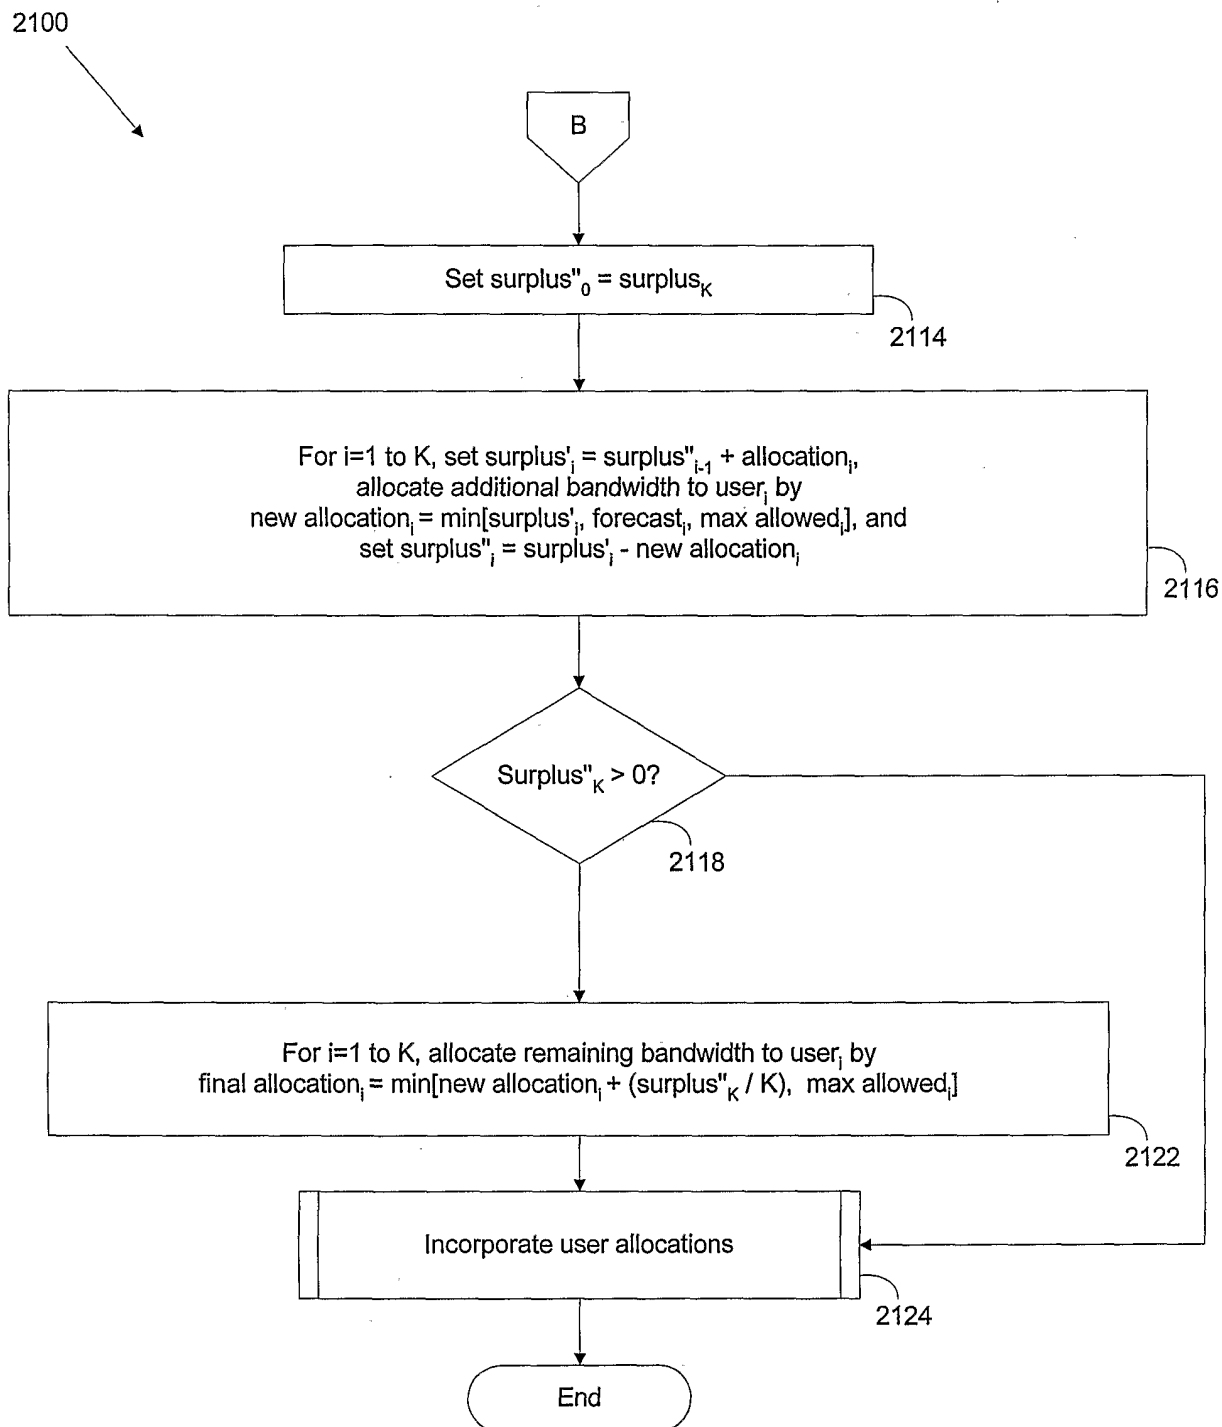 2100
B
Set surplus"0 = surplusK
2114
For i=1 to K, set surplus'i = surplus"i-1 + allocationi,
allocate additional bandwidth to useri by
new allocationi = min[surplus'i, forecasti, max allowedi], and
set surplus"i = surplus'i - new allocationi
2116
Surplus"K > 0?
2118
For i=1 to K, allocate remaining bandwidth to useri by
final allocationi = min[new allocationi + (surplus"K / K), max allowedi]
2122
Incorporate user allocations
2124
End